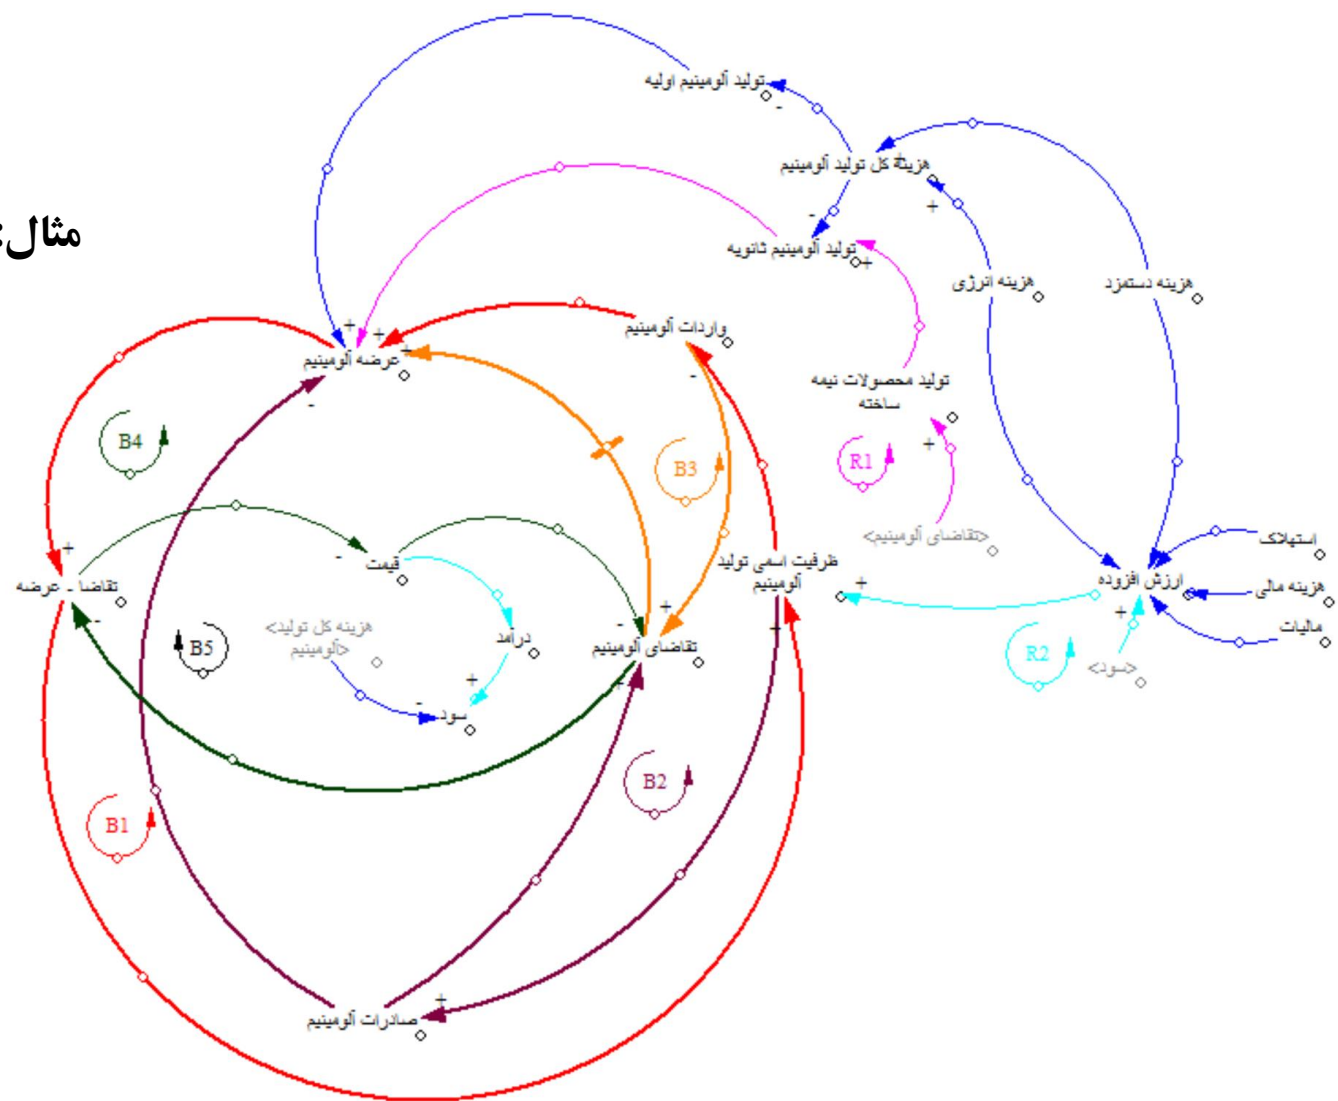 تولید آلومینیم اولیه
-
هزینه کل تولید آلومینیم
+
+
-
مثال:
تولید آلومینیم ثانویه
+
هزینه انرژی
هزینه دستمزد
واردات آلومینیم
+
+
+
عرضه آلومینیم
-
-
تولید محصولات نیمه
ساخته
+
B4
B3
R1
<تقاضای آلومینیم>
استهلاک
+
-
قیمت
ظرفیت اسمی تولید
آلومینیم
+
ارزش افزوده
هزینه مالی
تقاضا - عرضه
-
+
-
+
+
مالیات
B5
<هزینه کل تولید
آلومینیم>
درآمد
تقاضای آلومینیم
+
R2
<سود>
+
-
سود
B2
B1
+
صادرات آلومینیم